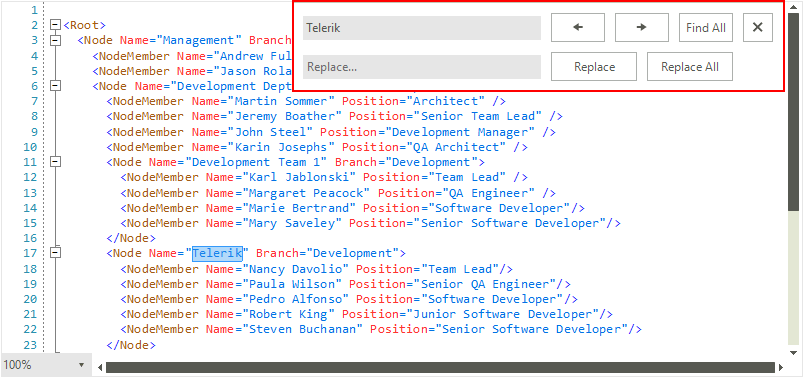 1
2 <Root>
3 <Node Name="Management" Branch
4 <NodeMember Name="Andrew Ful
5 <NodeMember Name="Jason Rola
6 <Node Name="Development Dept
7 <NodeMember Name="Martin Sommer" Position="Architect" />
8 <NodeMember Name="Jeremy Boather" Position="Senior Team Lead" />
9 <NodeMember Name="John Steel" Position="Development Manager" />
10 <NodeMember Name="Karin Josephs" Position="QA Architect" />
11 <Node Name="Development Team 1" Branch="Development">
12 <NodeMember Name="Karl Jablonski" Position="Team Lead" />
13 <NodeMember Name="Margaret Peacock" Position="QA Engineer" />
14 <NodeMember Name="Marie Bertrand" Position="Software Developer"/>
15 <NodeMember Name="Mary Saveley" Position="Senior Software Developer"/>
16 </Node>
17 <Node Name="Telerik" Branch="Development">
18 <NodeMember Name="Nancy Davolio" Position="Team Lead"/>
19 <NodeMember Name="Paula Wilson" Position="Senior QA Engineer"/>
20 <NodeMember Name="Pedro Alfonso" Position="Software Developer"/>
21 <NodeMember Name="Robert King" Position="Junior Software Developer"/>
22 <NodeMember Name="Steven Buchanan" Position="Senior Software Developer"/>
23 </Node>
Telerik Find All
Replace... Replace Replace All
100%